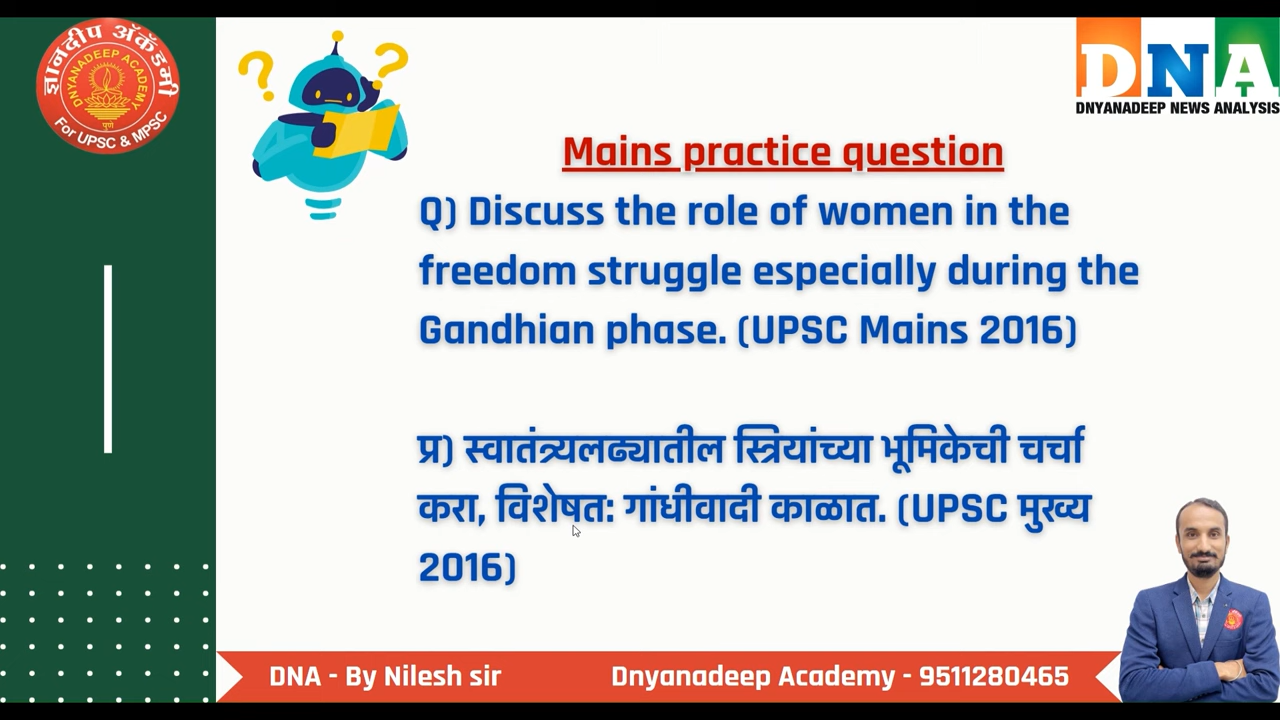 ज्ञानदीप अॅकॅडमी
DNYANADEEP ACADEMY
पुणे
For UPSC & MPSC
DNA
DNYANADEEP NEWS ANALYSIS
Mains practice question
Q) Discuss the role of women in the
freedom struggle especially during the
Gandhian phase. (UPSC Mains 2016)
प्र) स्वातंत्र्यलढ्यातील स्त्रियांच्या भूमिकेची चर्चा
करा, विशेषत: गांधीवादी काळात. (UPSC मुख्य
2016)
DNA - By Nilesh sir
Dnyanadeep Academy - 9511280465